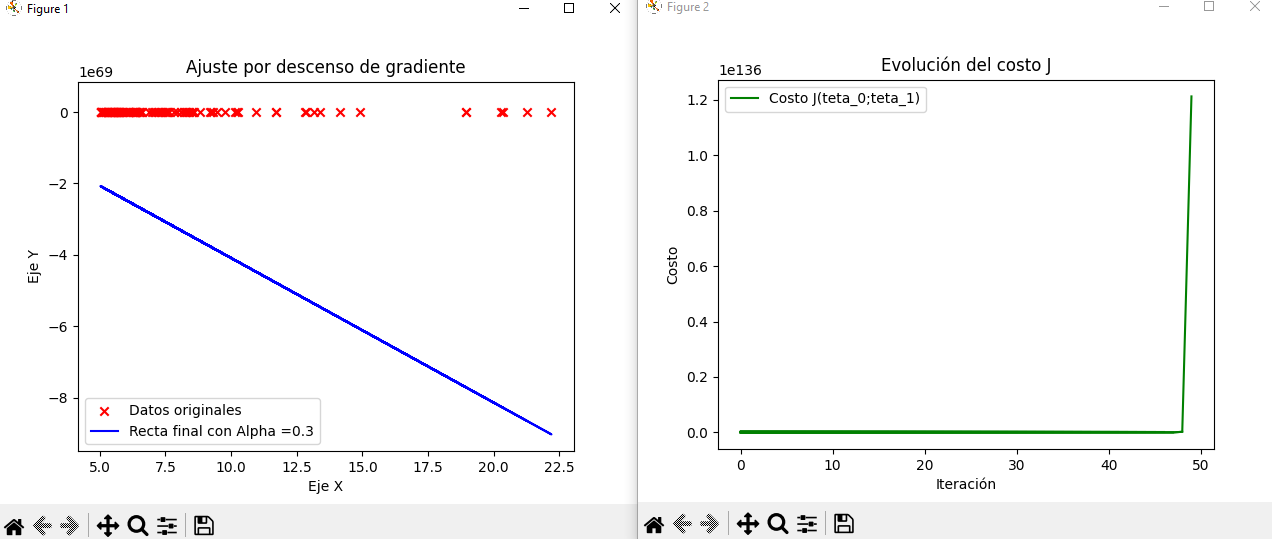 Figure 1
Ajuste por descenso de gradiente
1e69
0
−2
−4
−6
−8
Eje Y
Datos originales
Recta final con Alpha =0.3
5.0 7.5 10.0 12.5 15.0 17.5 20.0 22.5
Eje X
Figure 2
Evolución del costo J
1e136
Costo J(teta_0;teta_1)
1.2
1.0
0.8
0.6
0.4
0.2
0.0
Costo
0 10 20 30 40 50
Iteración